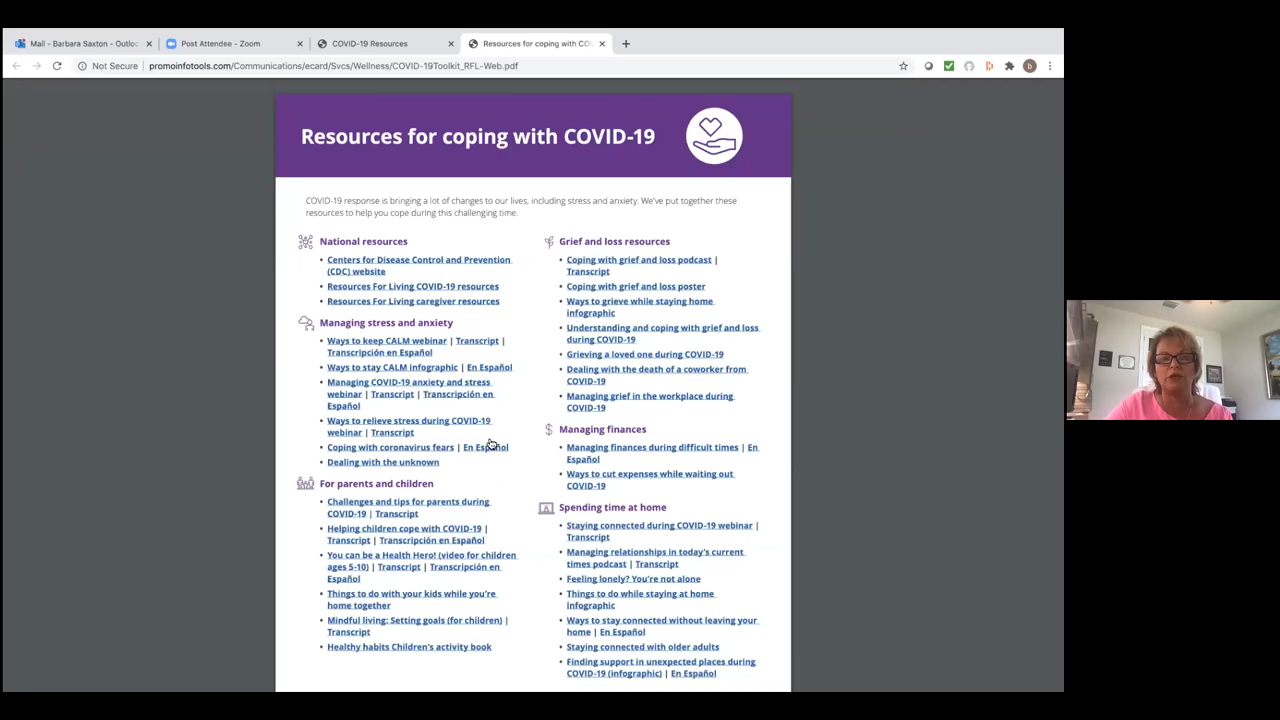 Mail - Barbara Saxton - Outloo
Post Attendee - Zoom
COVID-19 Resources
Resources for coping with COV
Not Secure | promoinfotools.com/Communications/ecard/Svcs/Wellness/COVID-19Toolkit_RFL-Web.pdf
b
Resources for coping with COVID-19
COVID-19 response is bringing a lot of changes to our lives, including stress and anxiety. We've put together these
resources to help you cope during this challenging time.
National resources
• Centers for Disease Control and Prevention
(CDC) website
• Resources For Living COVID-19 resources
• Resources For Living caregiver resources
Managing stress and anxiety
• Ways to keep CALM webinar | Transcript |
Transcripción en Español
• Ways to stay CALM infographic | En Español
• Managing COVID-19 anxiety and stress
webinar | Transcript | Transcripción en
Español
• Ways to relieve stress during COVID-19
webinar | Transcript
• Coping with coronavirus fears | En Español
• Dealing with the unknown
For parents and children
• Challenges and tips for parents during
COVID-19 | Transcript
• Helping children cope with COVID-19 |
Transcript | Transcripción en Español
• You can be a Health Hero! (video for children
ages 5-10) | Transcript | Transcripción en
Español
• Things to do with your kids while you're
home together
• Mindful living: Setting goals (for children) |
Transcript
• Healthy habits Children's activity book
Grief and loss resources
• Coping with grief and loss podcast |
Transcript
• Coping with grief and loss poster
• Ways to grieve while staying home
infographic
• Understanding and coping with grief and loss
during COVID-19
• Grieving a loved one during COVID-19
• Dealing with the death of a coworker from
COVID-19
• Managing grief in the workplace during
COVID-19
$ Managing finances
• Managing finances during difficult times | En
Español
• Ways to cut expenses while waiting out
COVID-19
Spending time at home
• Staying connected during COVID-19 webinar |
Transcript
• Managing relationships in today's current
times podcast | Transcript
• Feeling lonely? You're not alone
• Things to do while staying at home
infographic
• Ways to stay connected without leaving your
home | En Español
• Staying connected with older adults
• Finding support in unexpected places during
COVID-19 (infographic) | En Español